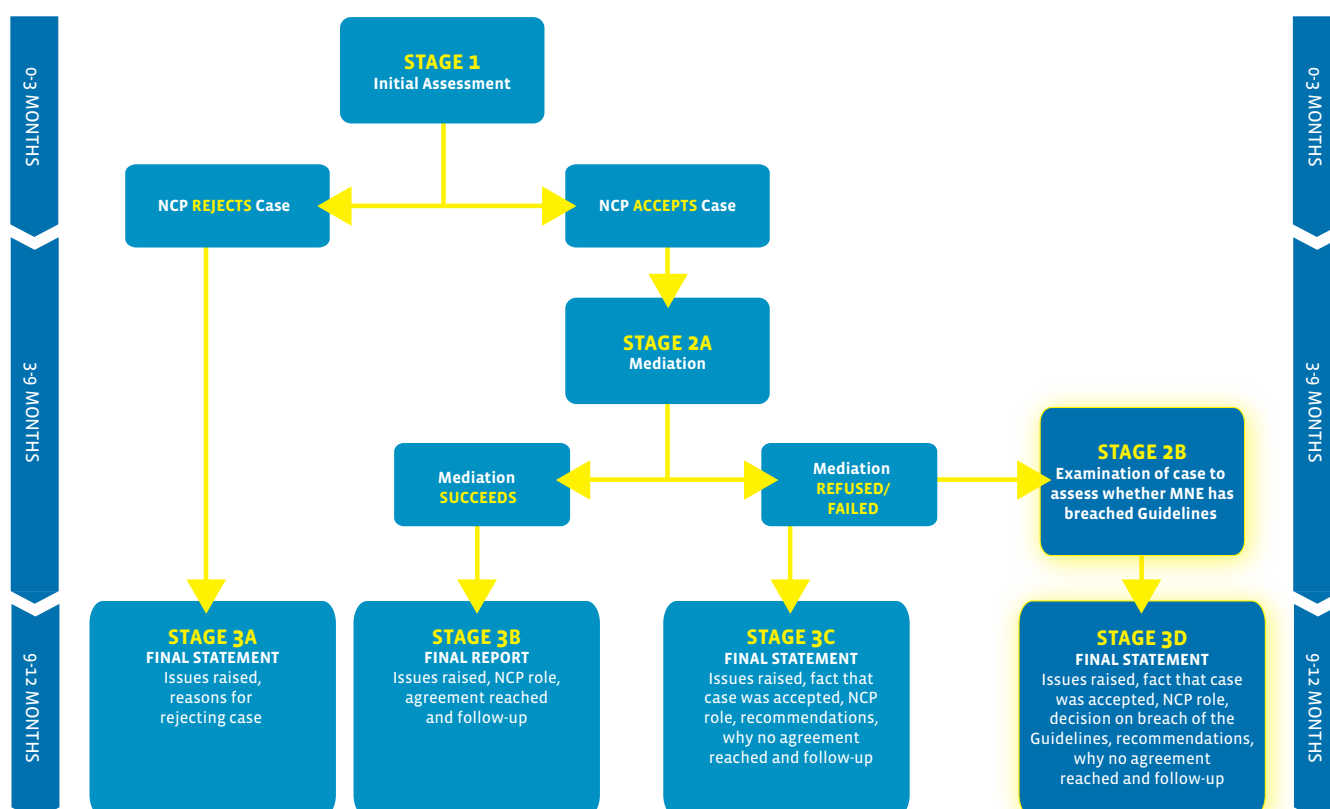 0-3 MONTHS
3-9 MONTHS
9-12 MONTHS
STAGE 1
Initial Assessment
NCP REJECTS Case
NCP ACCEPTS Case
STAGE 2A
Mediation
Mediation
SUCCEEDS
Mediation
REFUSED/
FAILED
STAGE 2B
Examination of case to
assess whether MNE has
breached Guidelines
STAGE 3A
FINAL STATEMENT
Issues raised,
reasons for
rejecting case
STAGE 3B
FINAL REPORT
Issues raised, NCP role,
agreement reached
and follow-up
STAGE 3C
FINAL STATEMENT
Issues raised, fact that
case was accepted, NCP
role, recommendations,
why no agreement
reached and follow-up
STAGE 3D
FINAL STATEMENT
Issues raised, fact that case
was accepted, NCP role,
decision on breach of the
Guidelines, recommendations,
why no agreement
reached and follow-up
0-3 MONTHS
3-9 MONTHS
9-12 MONTHS